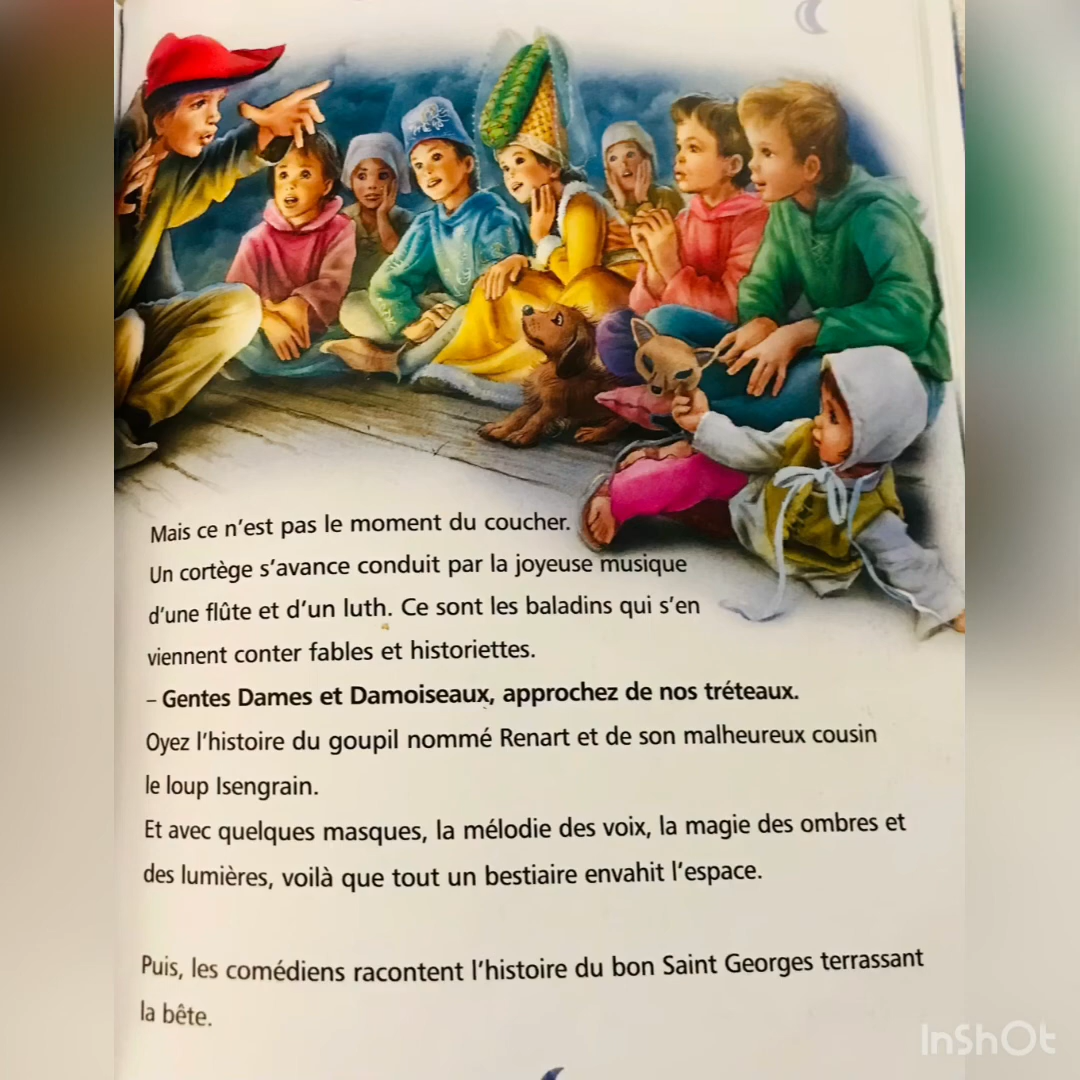 Mais ce n'est pas le moment du coucher.
Un cortège s'avance conduit par la joyeuse musique
d'une flûte et d'un luth. Ce sont les baladins qui s'en
viennent conter fables et historiettes.
– Gentes Dames et Damoiseaux, approchez de nos tréteaux.
Oyez l'histoire du goupil nommé Renart et de son malheureux cousin
le loup Isengrain.
Et avec quelques masques, la mélodie des voix, la magie des ombres et
des lumières, voilà que tout un bestiaire envahit l'espace.
Puis, les comédiens racontent l'histoire du bon Saint Georges terrassant
la bête.
InShOt